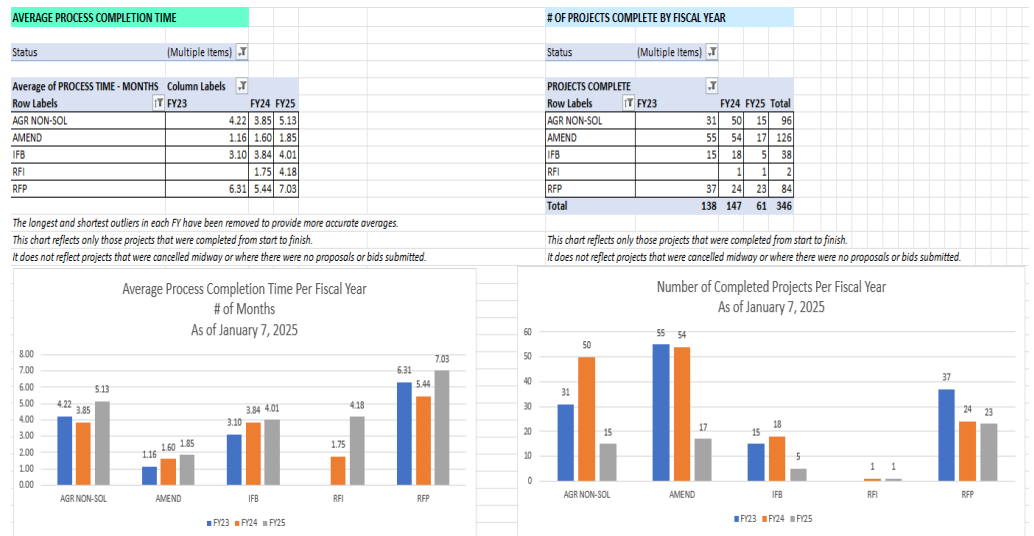 AVERAGE PROCESS COMPLETION TIME
Status (Multiple Items)
Average of PROCESS TIME - MONTHS Column Labels
Row Labels FY23 FY24 FY25
AGR NON-SOL 4.22 3.85 5.13
AMEND 1.16 1.60 1.85
IFB 3.10 3.84 4.01
RFI 1.75 4.18
RFP 6.31 5.44 7.03
The longest and shortest outliers in each FY have been removed to provide more accurate averages.
This chart reflects only those projects that were completed from start to finish.
It does not reflect projects that were cancelled midway or where there were no proposals or bids submitted.
# OF PROJECTS COMPLETE BY FISCAL YEAR
Status (Multiple Items)
PROJECTS COMPLETE
Row Labels FY23 FY24 FY25 Total
AGR NON-SOL 31 50 15 96
AMEND 55 54 17 126
IFB 15 18 5 38
RFI 1 1 2
RFP 37 24 23 84
Total 138 147 61 346
This chart reflects only those projects that were completed from start to finish.
It does not reflect projects that were cancelled midway or where there were no proposals or bids submitted.
Average Process Completion Time Per Fiscal Year
# of Months
As of January 7, 2025
8.00
7.00
6.00
5.00
4.00
3.00
2.00
1.00
0.00
4.22 3.85 5.13
1.16 1.60 1.85
3.10 3.84 4.01
1.75 4.18
6.31 5.44 7.03
AGR NON-SOL AMEND IFB RFI RFP
FY23 FY24 FY25
Number of Completed Projects Per Fiscal Year
As of January 7, 2025
60
50
40
30
20
10
0
31 50 15
55 54 17
15 18 5
1 1
37 24 23
AGR NON-SOL AMEND IFB RFI RFP
FY23 FY24 FY25